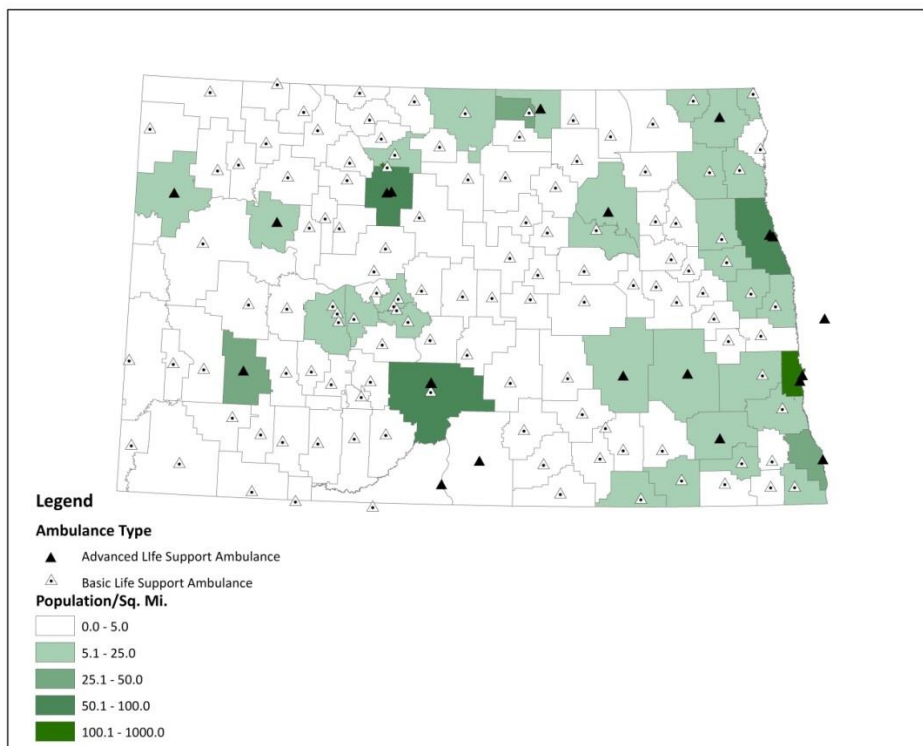 Legend
Ambulance Type
Advanced LIfe Support Ambulance
Basic Life Support Ambulance
Population/Sq. Mi.
0.0 - 5.0
5.1 - 25.0
25.1 - 50.0
50.1 - 100.0
100.1 - 1000.0